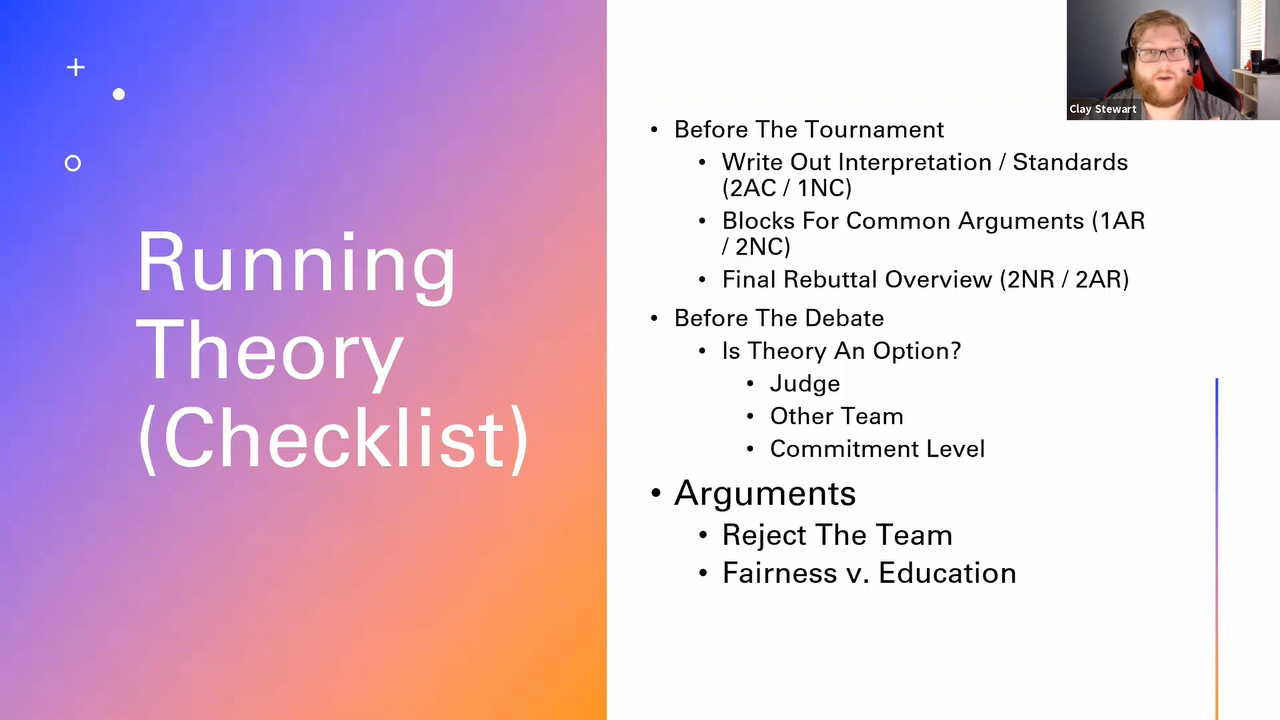 Running
Theory
(Checklist)
• Before The Tournament
• Write Out Interpretation / Standards
(2AC / 1NC)
• Blocks For Common Arguments (1AR
/ 2NC)
• Final Rebuttal Overview (2NR / 2AR)
• Before The Debate
• Is Theory An Option?
• Judge
• Other Team
• Commitment Level
• Arguments
• Reject The Team
• Fairness v. Education
Clay Stewart